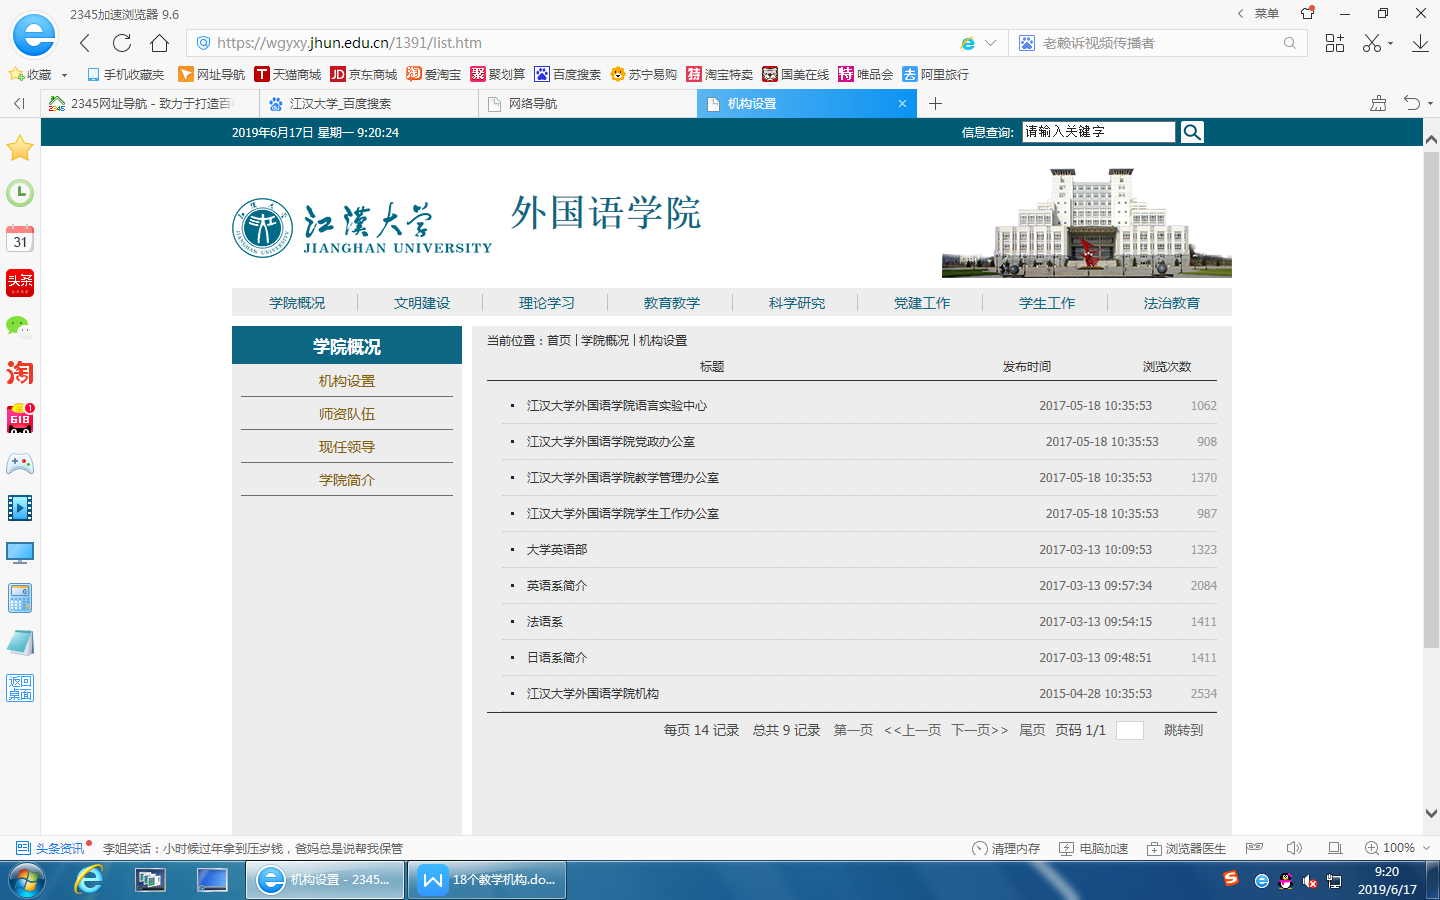 2345加速浏览器 9.6
菜单
https://wgyxy.jhun.edu.cn/1391/list.htm
老赖诉视频传播者
收藏 手机收藏夹 网址导航 天猫商城 京东商城 爱淘宝 聚划算 百度搜索 苏宁易购 淘宝特卖 国美在线 唯品会 阿里旅行
2345网址导航 - 致力于打造百
江汉大学_百度搜索
网络导航
机构设置
2019年6月17日 星期一 9:20:24
信息查询:
请输入关键字
江漢大学
JIANGHAN UNIVERSITY
外国语学院
学院概况 文明建设 理论学习 教育教学 科学研究 党建工作 学生工作 法治教育
学院概况
机构设置
师资队伍
现任领导
学院简介
当前位置：首页 | 学院概况 | 机构设置
标题 发布时间 浏览次数
江汉大学外国语学院语言实验中心 2017-05-18 10:35:53 1062
江汉大学外国语学院党政办公室 2017-05-18 10:35:53 908
江汉大学外国语学院教学管理办公室 2017-05-18 10:35:53 1370
江汉大学外国语学院学生工作办公室 2017-05-18 10:35:53 987
大学英语部 2017-03-13 10:09:53 1323
英语系简介 2017-03-13 09:57:34 2084
法语系 2017-03-13 09:54:15 1411
日语系简介 2017-03-13 09:48:51 1411
江汉大学外国语学院机构 2015-04-28 10:35:53 2534
每页 14 记录 总共 9 记录 第一页 <<上一页 下一页>> 尾页 页码 1/1 跳转到
31
头条
淘
618
1
返回
桌面
头条资讯 李姐笑话：小时候过年拿到压岁钱，爸妈总是说帮我保管
清理内存 电脑加速 浏览器医生 100%
机构设置 - 2345...
18个教学机构.do...
9:20
2019/6/17